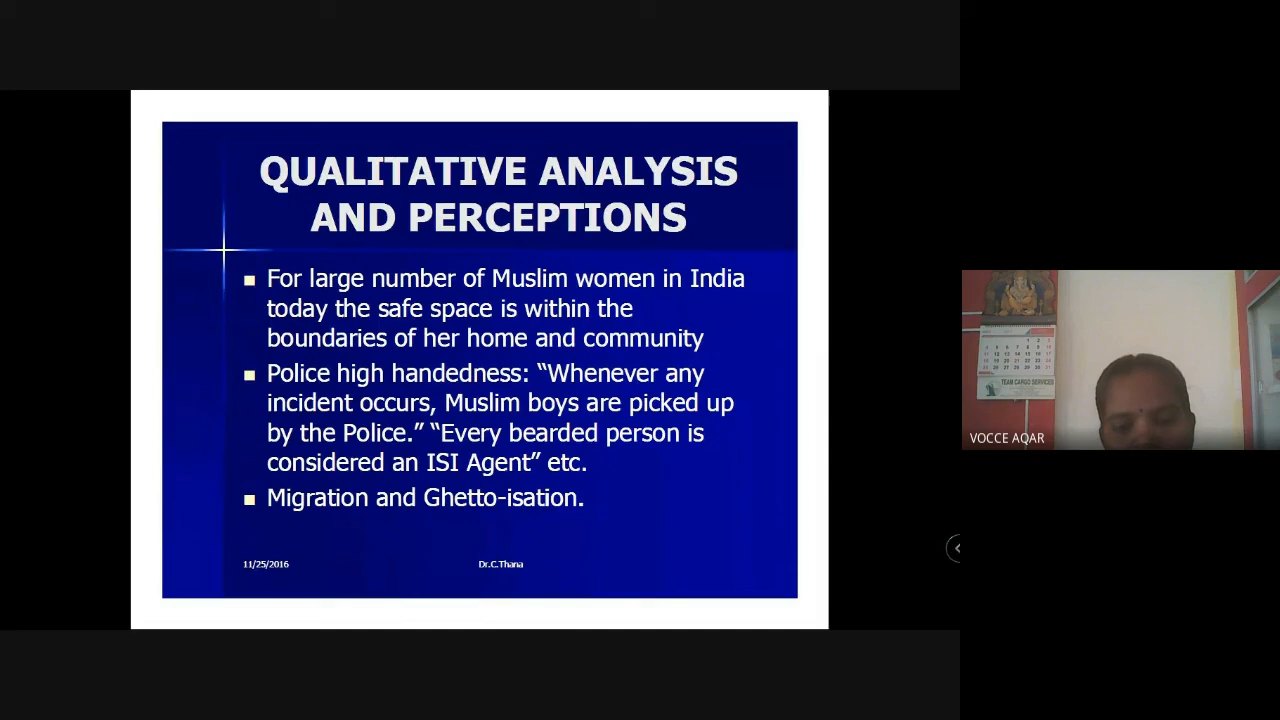 QUALITATIVE ANALYSIS
AND PERCEPTIONS
For large number of Muslim women in India
today the safe space is within the
boundaries of her home and community
Police high handedness: “Whenever any
incident occurs, Muslim boys are picked up
by the Police.” “Every bearded person is
considered an ISI Agent” etc.
Migration and Ghetto-isation.
11/25/2016
Dr.C.Thana
TEAM CARGO SERVICES
VOCCE AQAR